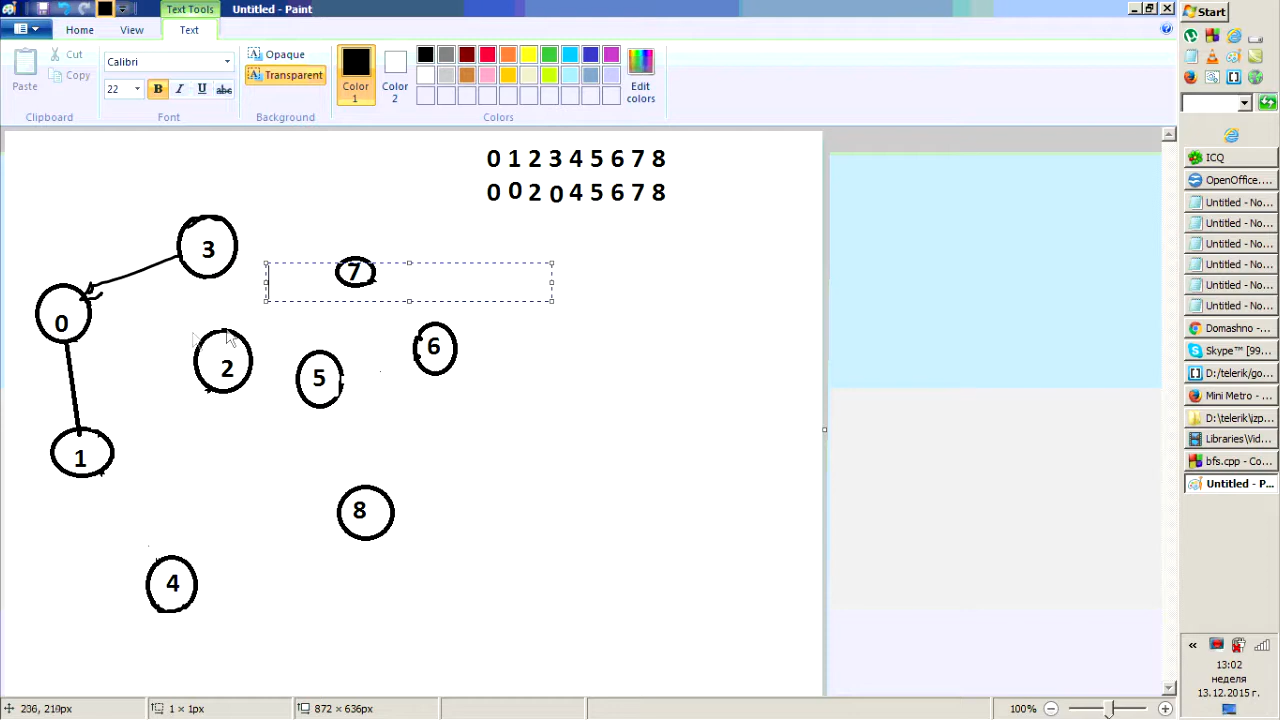 Text Tools
Untitled - Paint
Start
Home
View
Text
Cut
Copy
Paste
Clipboard
Calibri
22
B
I
U
abc
Font
Opaque
Transparent
Background
Color
1
Color
2
Edit
colors
Colors
0 1 2 3 4 5 6 7 8
0 0 2 0 4 5 6 7 8
3
7
0
6
2
5
1
8
4
ICQ
OpenOffice.
Untitled - No...
Untitled - No...
Untitled - No...
Untitled - No...
Untitled - No...
Untitled - No...
Domashno...
Skype™ [99...
D:/telerik/go...
Mini Metro - ...
D:\telerik\izp...
Libraries\Vid...
bfs.cpp - Co...
Untitled - P...
13:02
неделя
13.12.2015 г.
1 × 1px
872 × 636px
100%